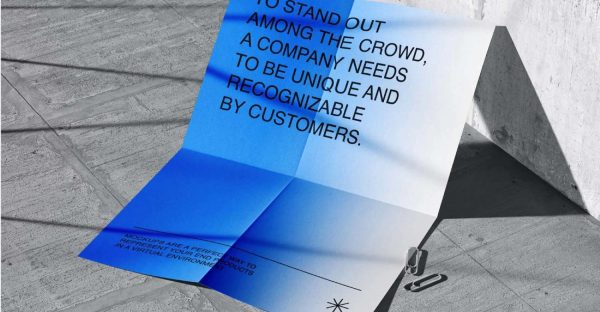 TO STAND OUT
AMONG THE CROWD,
A COMPANY NEEDS
TO BE UNIQUE AND
RECOGNIZABLE
BY CUSTOMERS.
MOCKUPS ARE A PERFECT WAY TO
REPRESENT YOUR END PRODUCTS
IN A VIRTUAL ENVIRONMENT